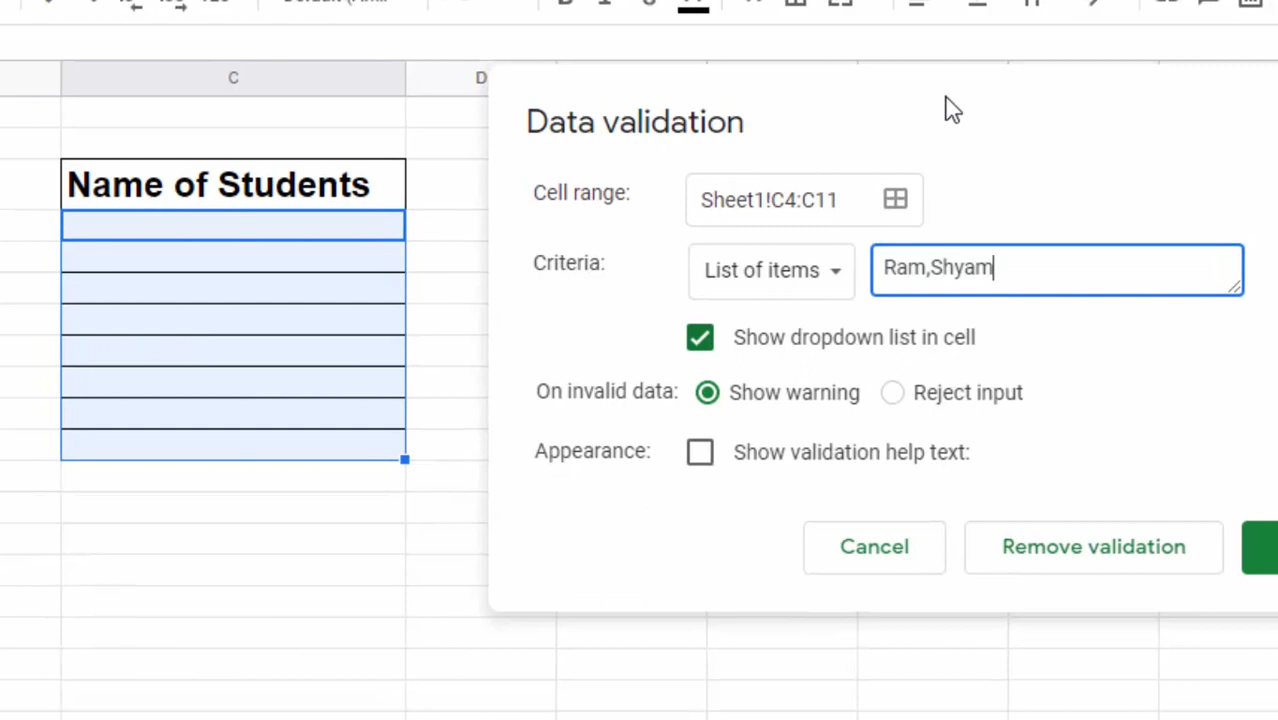 C
D
Data validation
Name of Students
Cell range:
Sheet1!C4:C11
Criteria:
List of items
Ram,Shyam
Show dropdown list in cell
On invalid data:
Show warning
Reject input
Appearance:
Show validation help text:
Cancel
Remove validation